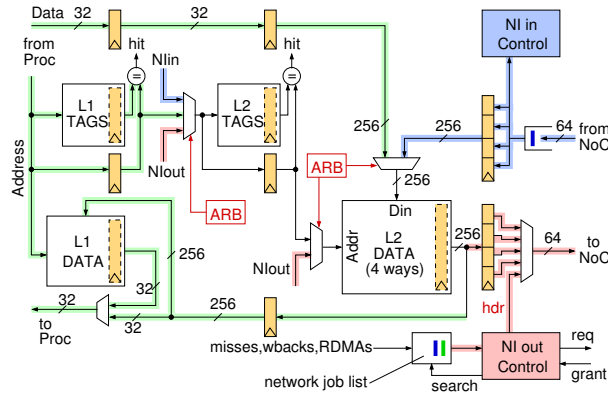 Data
32
32
from
Proc
hit
NIin
hit
NI in
Control
=
=
L1
TAGS
L2
TAGS
256
256
64
from
NoC
Address
NIout
ARB
ARB
256
Din
L1
DATA
256
Addr
L2
DATA
(4 ways)
256
64
to
NoC
NIout
32
32
32
256
hdr
to
Proc
misses,wbacks,RDMAs
network job list
search
NI out
Control
req
grant